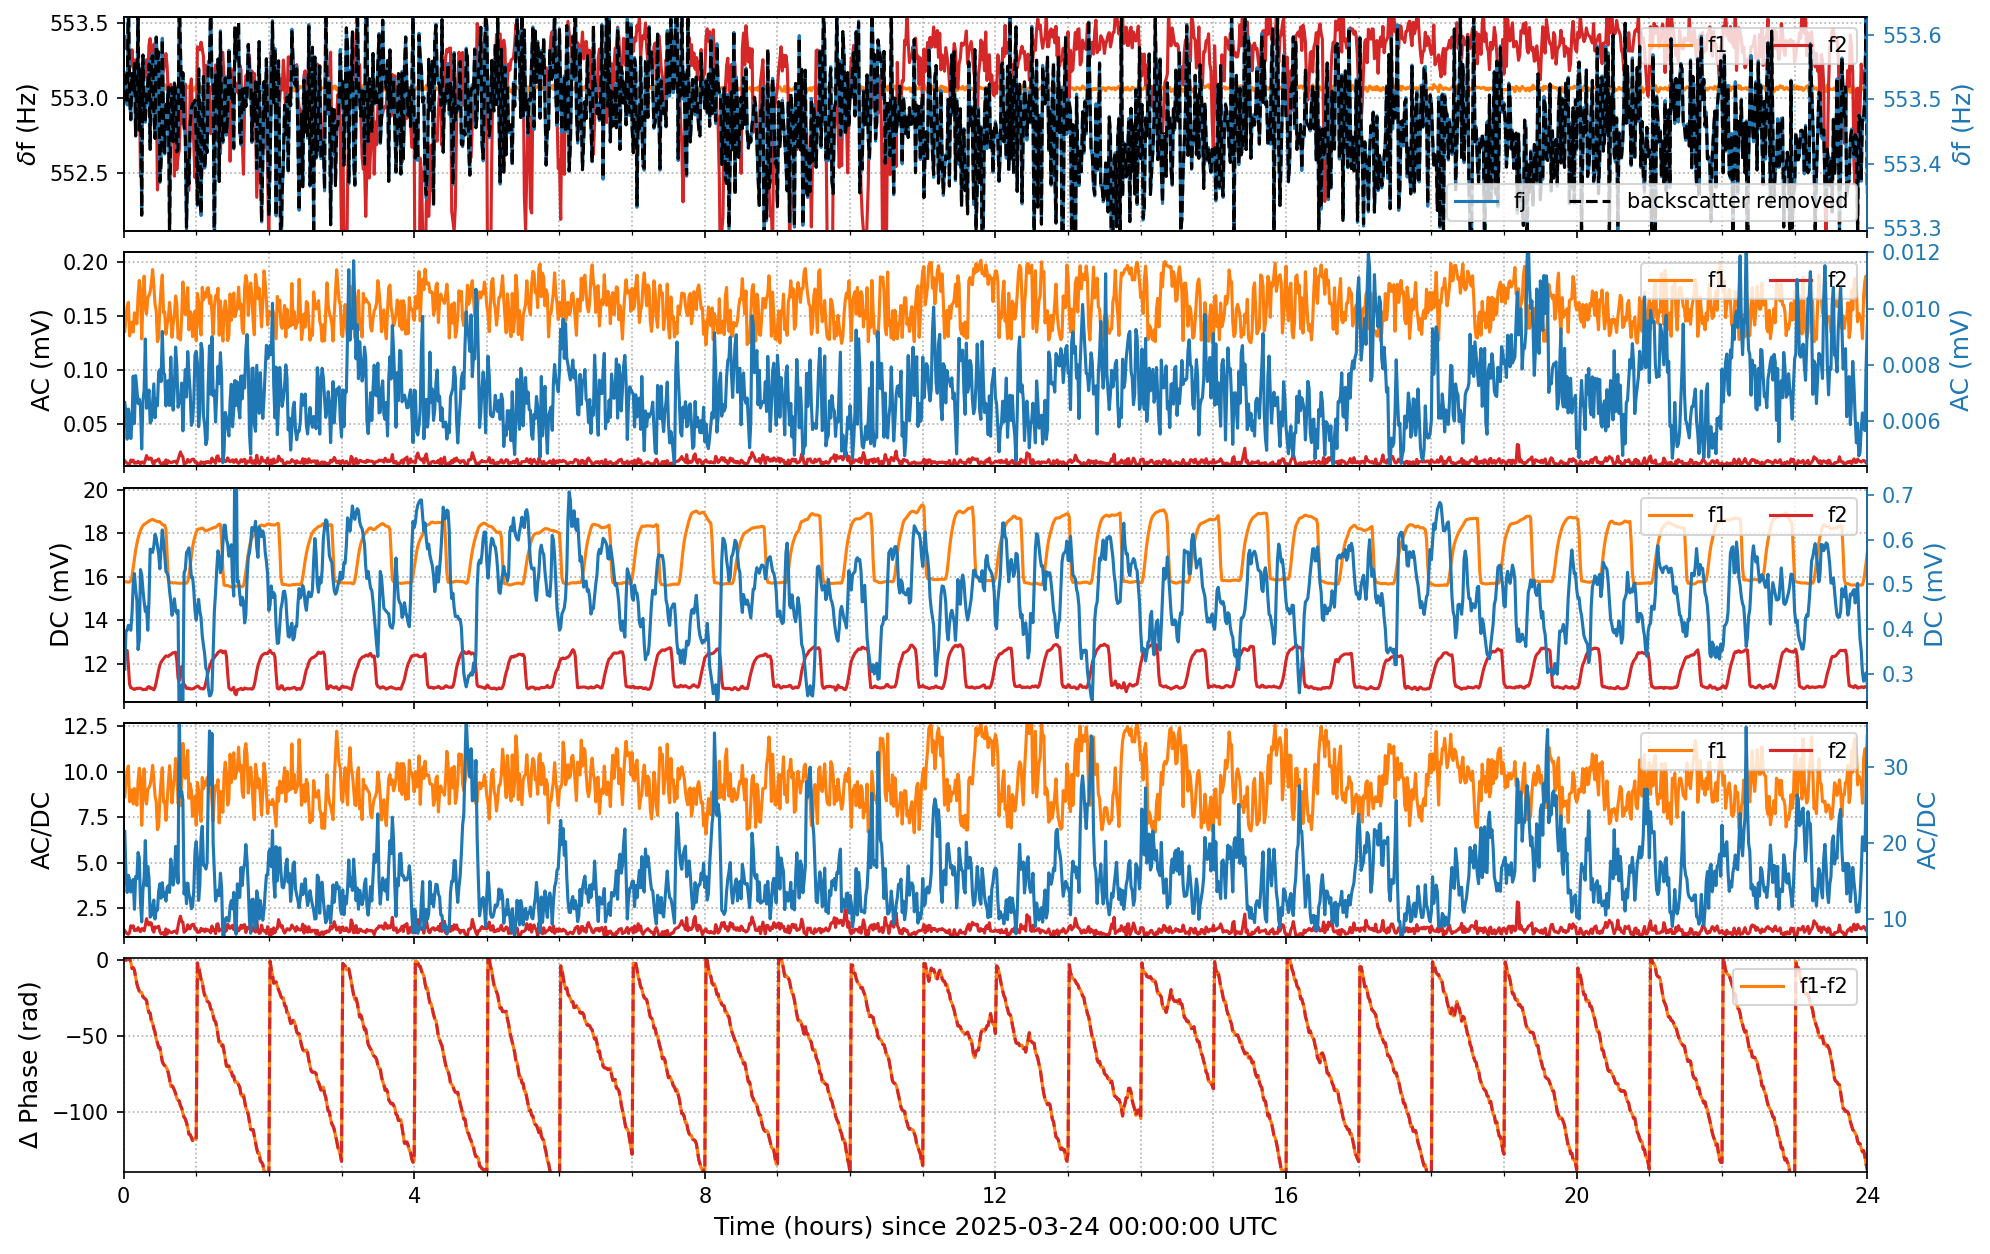 553.5
553.0
552.5
δf (Hz)
f1 f2
fj backscatter removed
553.6
553.5
553.4
553.3
δf (Hz)
0.20
0.15
0.10
0.05
AC (mV)
f1 f2
0.012
0.010
0.008
0.006
AC (mV)
20
18
16
14
12
DC (mV)
f1 f2
0.7
0.6
0.5
0.4
0.3
DC (mV)
12.5
10.0
7.5
5.0
2.5
AC/DC
f1 f2
30
20
10
AC/DC
0
−50
−100
Δ Phase (rad)
f1-f2
0 4 8 12 16 20 24
Time (hours) since 2025-03-24 00:00:00 UTC